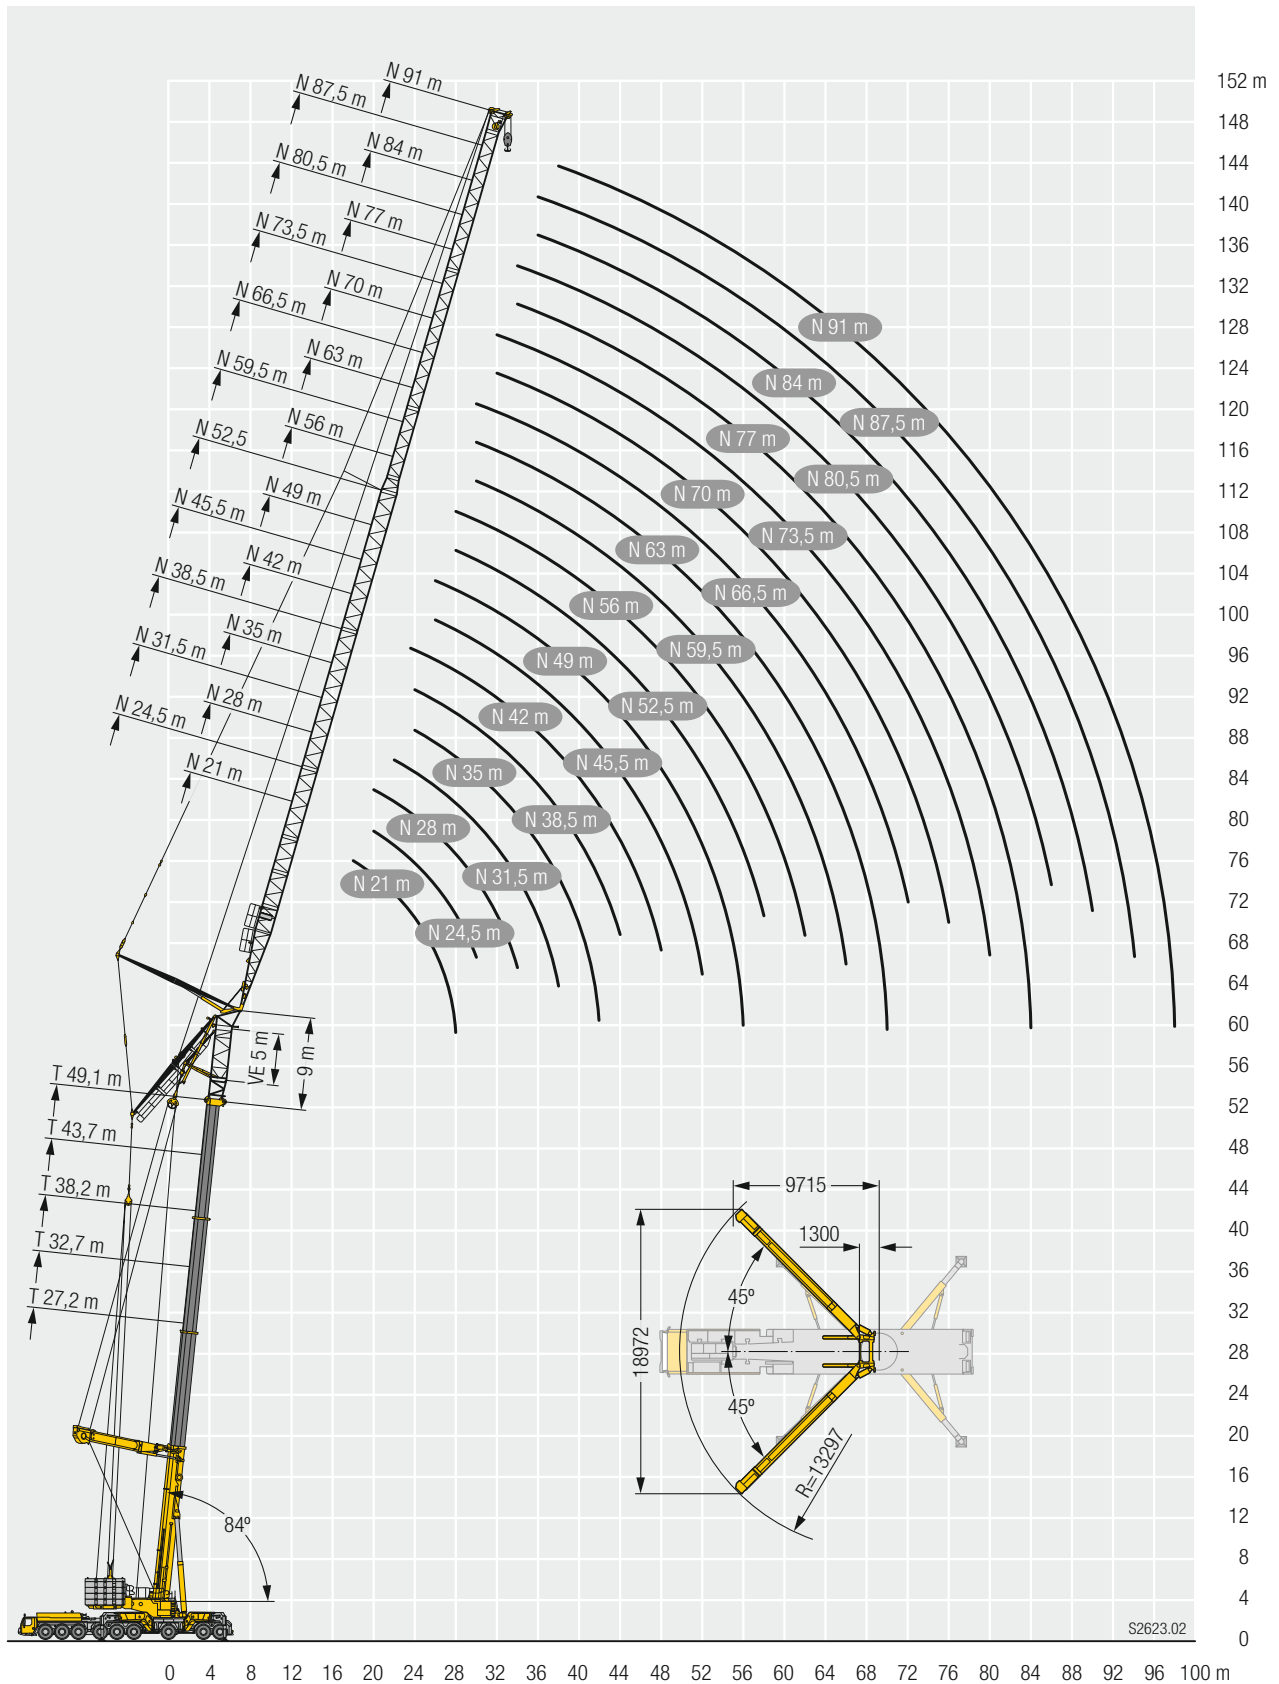 152 m
148
144
140
136
132
128
124
120
116
112
108
104
100
96
92
88
84
80
76
72
68
64
60
56
52
48
44
40
36
32
28
24
20
16
12
8
4
0
N 91 m
N 87,5 m
N 84 m
N 80,5 m
N 77 m
N 73,5 m
N 70 m
N 66,5 m
N 63 m
N 59,5 m
N 56 m
N 52,5
N 49 m
N 45,5 m
N 42 m
N 38,5 m
N 35 m
N 31,5 m
N 28 m
N 24,5 m
N 21 m
N 91 m
N 84 m
N 87,5 m
N 77 m
N 80,5 m
N 70 m
N 73,5 m
N 63 m
N 66,5 m
N 56 m
N 59,5 m
N 49 m
N 52,5 m
N 42 m
N 45,5 m
N 35 m
N 38,5 m
N 28 m
N 31,5 m
N 21 m
N 24,5 m
VE 5 m
9 m
T 49,1 m
T 43,7 m
T 38,2 m
T 32,7 m
T 27,2 m
84º
9715
1300
45º
18972
45º
R=13297
S2623.02
0 4 8 12 16 20 24 28 32 36 40 44 48 52 56 60 64 68 72 76 80 84 88 92 96 100 m